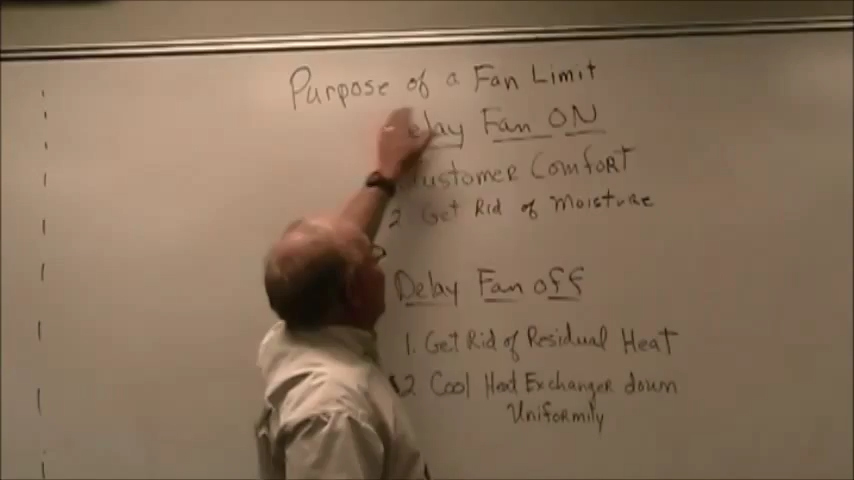 Purpose of a Fan Limit
elay Fan ON
Customer Comfort
2 Get Rid of Moisture
Delay Fan off
1. Get Rid of Residual Heat
2 Cool Heat Exchanger down
Uniformily